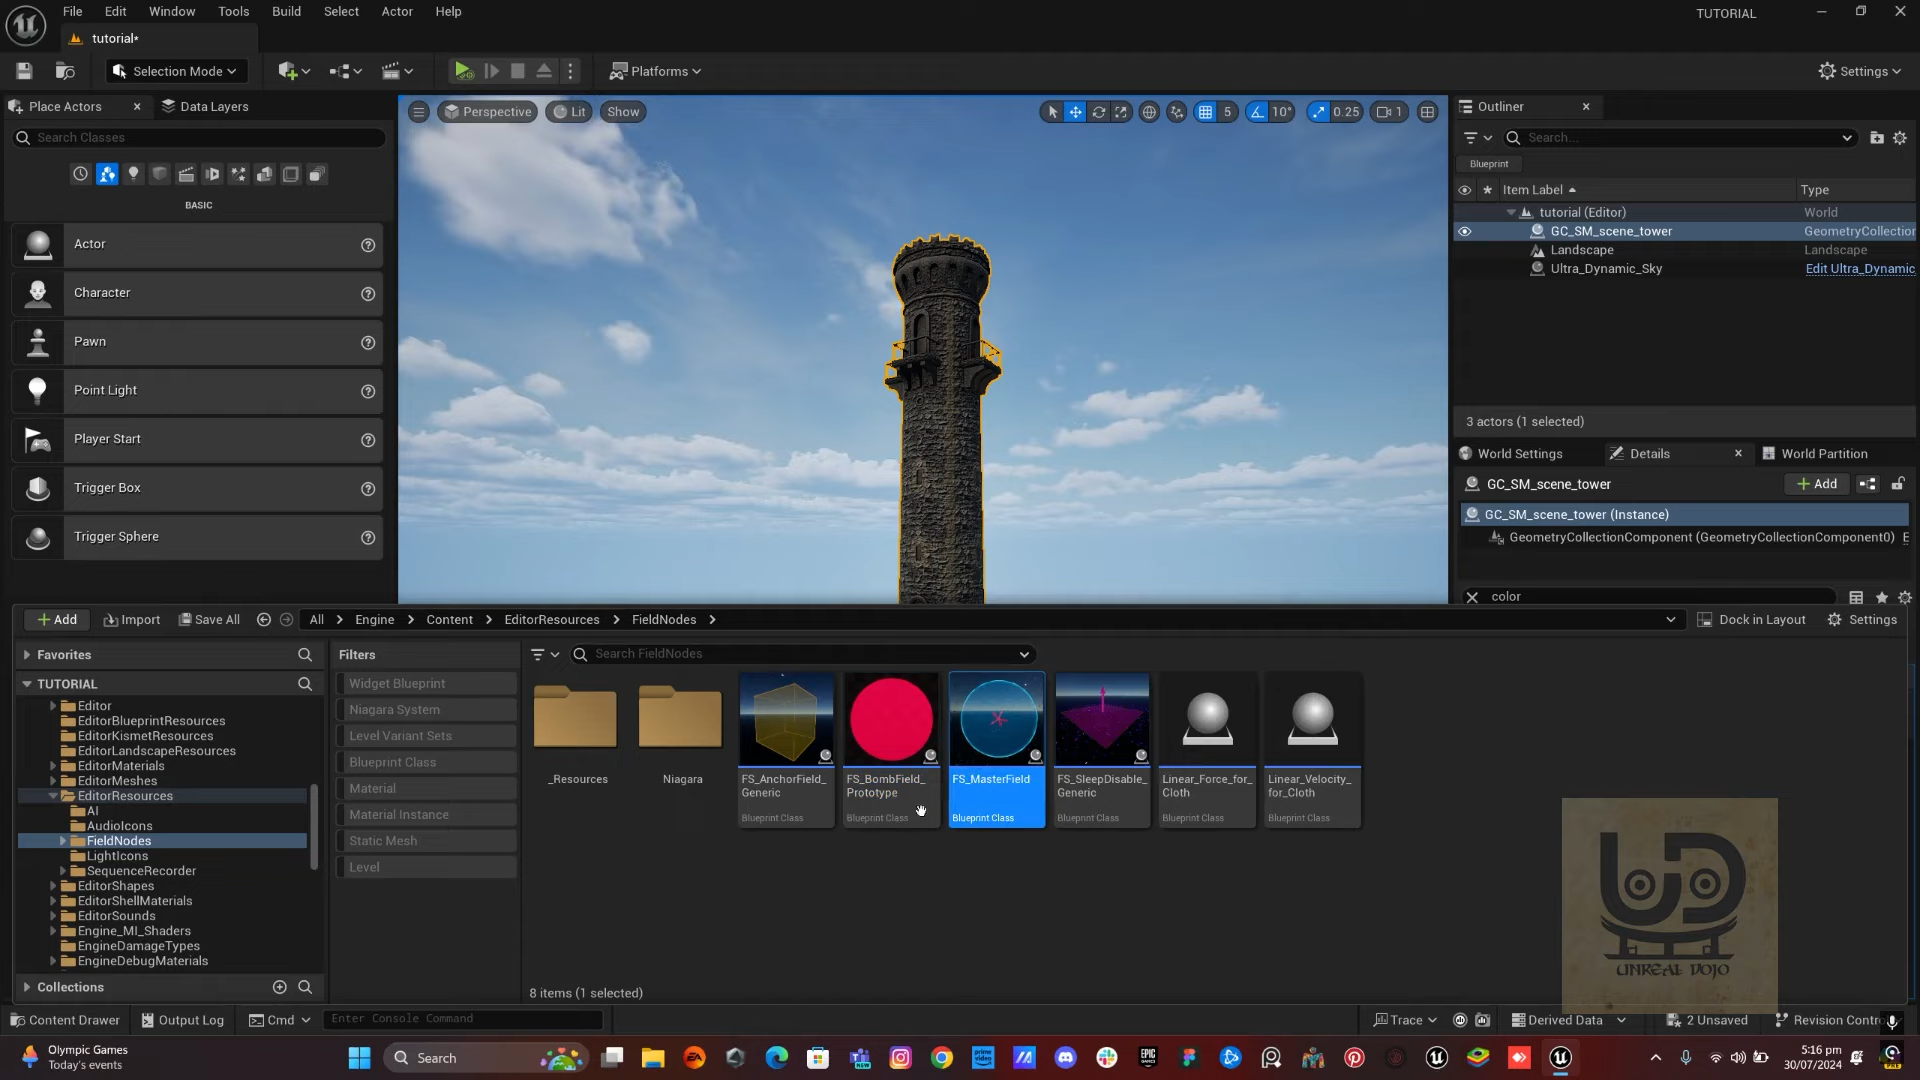 File Edit Window Tools Build Select Actor Help
TUTORIAL
tutorial*
Selection Mode
Platforms
Settings
Place Actors
Data Layers
Search Classes
BASIC
Actor
Character
Pawn
Point Light
Player Start
Trigger Box
Trigger Sphere
Perspective Lit Show
5 10° 0.25 1
Outliner
Search...
Blueprint
Item Label Type
tutorial (Editor) World
GC_SM_scene_tower GeometryCollection
Landscape Landscape
Ultra_Dynamic_Sky Edit Ultra_Dynamic
3 actors (1 selected)
World Settings Details World Partition
GC_SM_scene_tower
Add
GC_SM_scene_tower (Instance)
GeometryCollectionComponent (GeometryCollectionComponent0) E
color
Add Import Save All All > Engine > Content > EditorResources > FieldNodes >
Dock in Layout Settings
Favorites
TUTORIAL
Editor
EditorBlueprintResources
EditorKismetResources
EditorLandscapeResources
EditorMaterials
EditorMeshes
EditorResources
AI
AudioIcons
FieldNodes
LightIcons
SequenceRecorder
EditorShapes
EditorShellMaterials
EditorSounds
Engine_MI_Shaders
EngineDamageTypes
EngineDebugMaterials
Collections
Filters
Widget Blueprint
Niagara System
Level Variant Sets
Blueprint Class
Material
Material Instance
Static Mesh
Level
Search FieldNodes
_Resources
Niagara
FS_AnchorField_
Generic
Blueprint Class
FS_BombField_
Prototype
Blueprint Class
FS_MasterField
Blueprint Class
FS_SleepDisable_
Generic
Blueprint Class
Linear_Force_for_
Cloth
Blueprint Class
Linear_Velocity_
for_Cloth
Blueprint Class
8 items (1 selected)
UNREAL DOJO
Content Drawer Output Log Cmd Enter Console Command
Trace Derived Data 2 Unsaved Revision Contro
Olympic Games
Today's events
Search
5:16 pm
30/07/2024